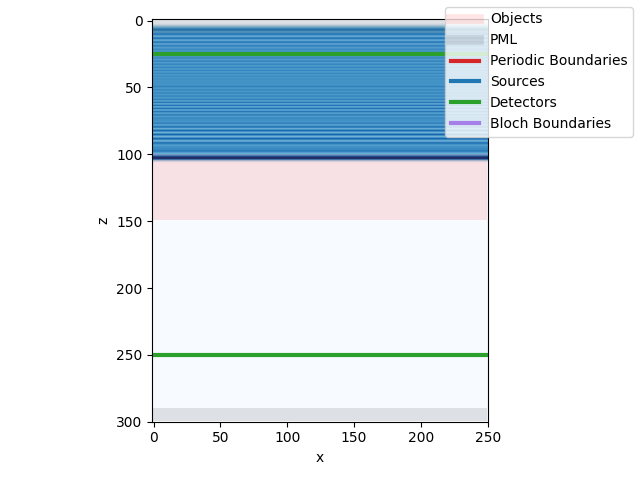 Objects
PML
Periodic Boundaries
Sources
Detectors
Bloch Boundaries
0
50
100
150
200
250
300
z
0
50
100
150
200
250
x